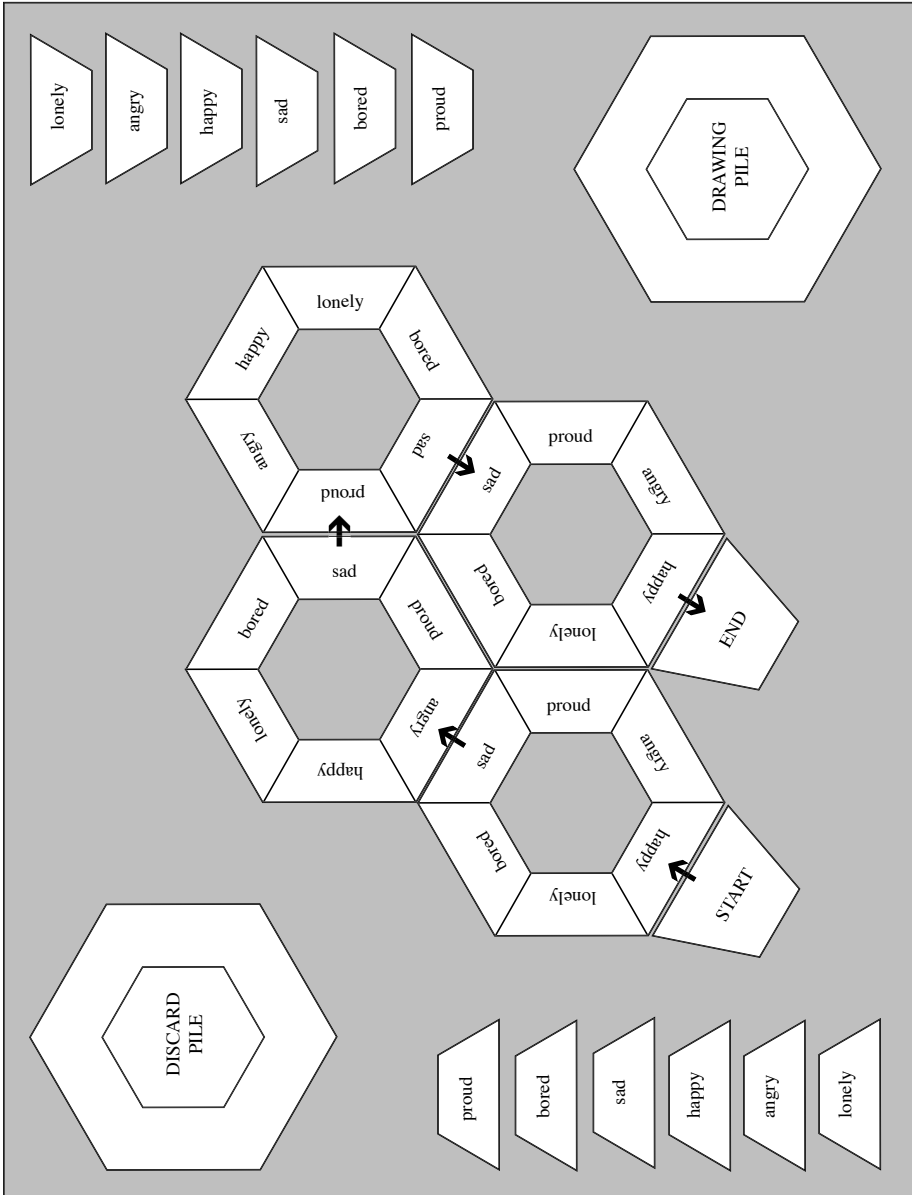 lonely
angry
happy
sad
bored
proud
DRAWING
PILE
lonely
happy
bored
angry
sad
proud
sad
proud
angry
bored
happy
lonely
sad
bored
proud
lonely
angry
happy
END
sad
proud
angry
bored
happy
lonely
START
DISCARD
PILE
proud
bored
sad
happy
angry
lonely